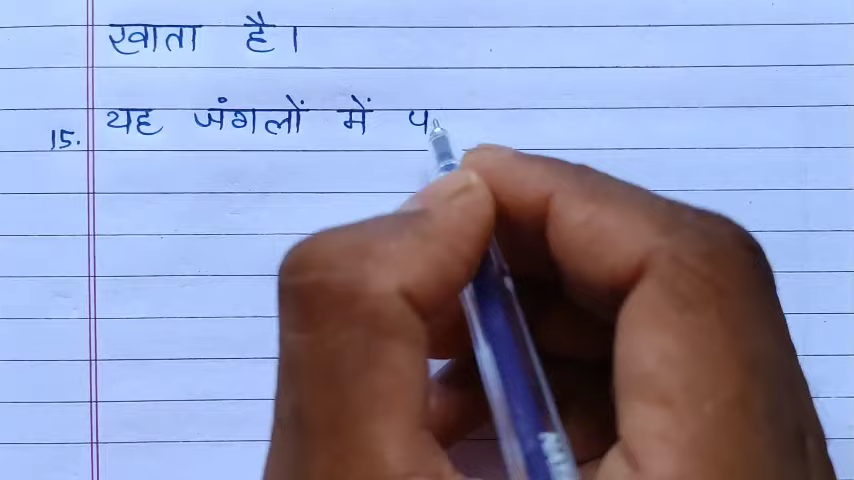 खाता है।
15. यह जंगलों में प